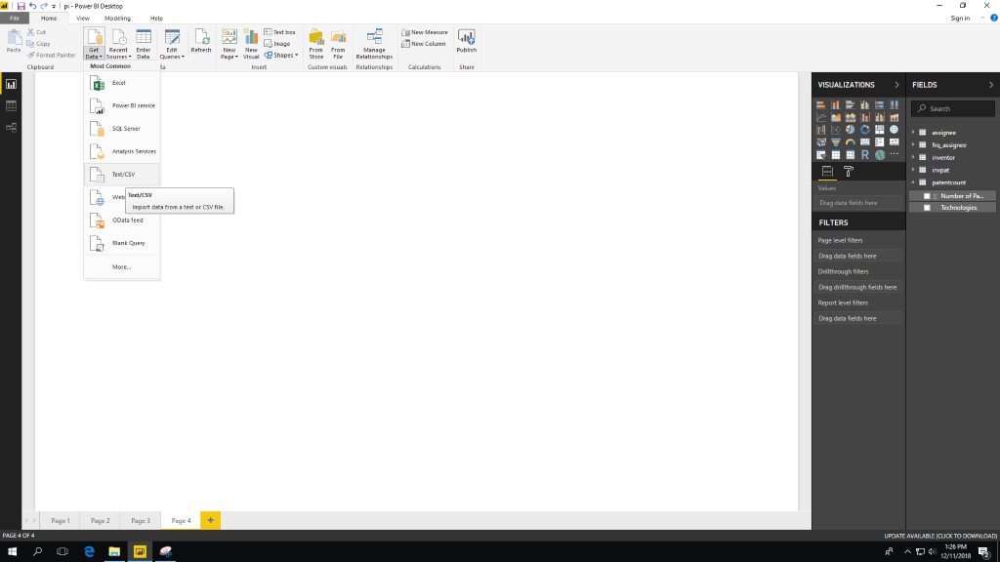 pi - Power BI Desktop
Sign in
File Home View Modeling Help
Paste
Cut
Copy
Format Painter
Clipboard
Get Data
Recent Sources
Enter Data
Edit Queries
Refresh
New Page
New Visual
Text box
Image
Shapes
Insert
From Store
From File
Custom visuals
Manage Relationships
Relationships
New Measure
New Column
Calculations
Publish
Share
ta
Most Common
Excel
Power BI service
SQL Server
Analysis Services
Text/CSV
Web
Text/CSV
Import data from a text or CSV file.
OData feed
Blank Query
More...
VISUALIZATIONS
R
Values
Drag data fields here
FILTERS
Page level filters
Drag data fields here
Drillthrough filters
Drag drillthrough fields here
Report level filters
Drag data fields here
FIELDS
Search
assignee
frq_assignee
inventor
invpat
patentcount
Σ Number of Pa...
Technologies
Page 1 Page 2 Page 3 Page 4 +
PAGE 4 OF 4
UPDATE AVAILABLE (CLICK TO DOWNLOAD)
1:26 PM
12/11/2018
2